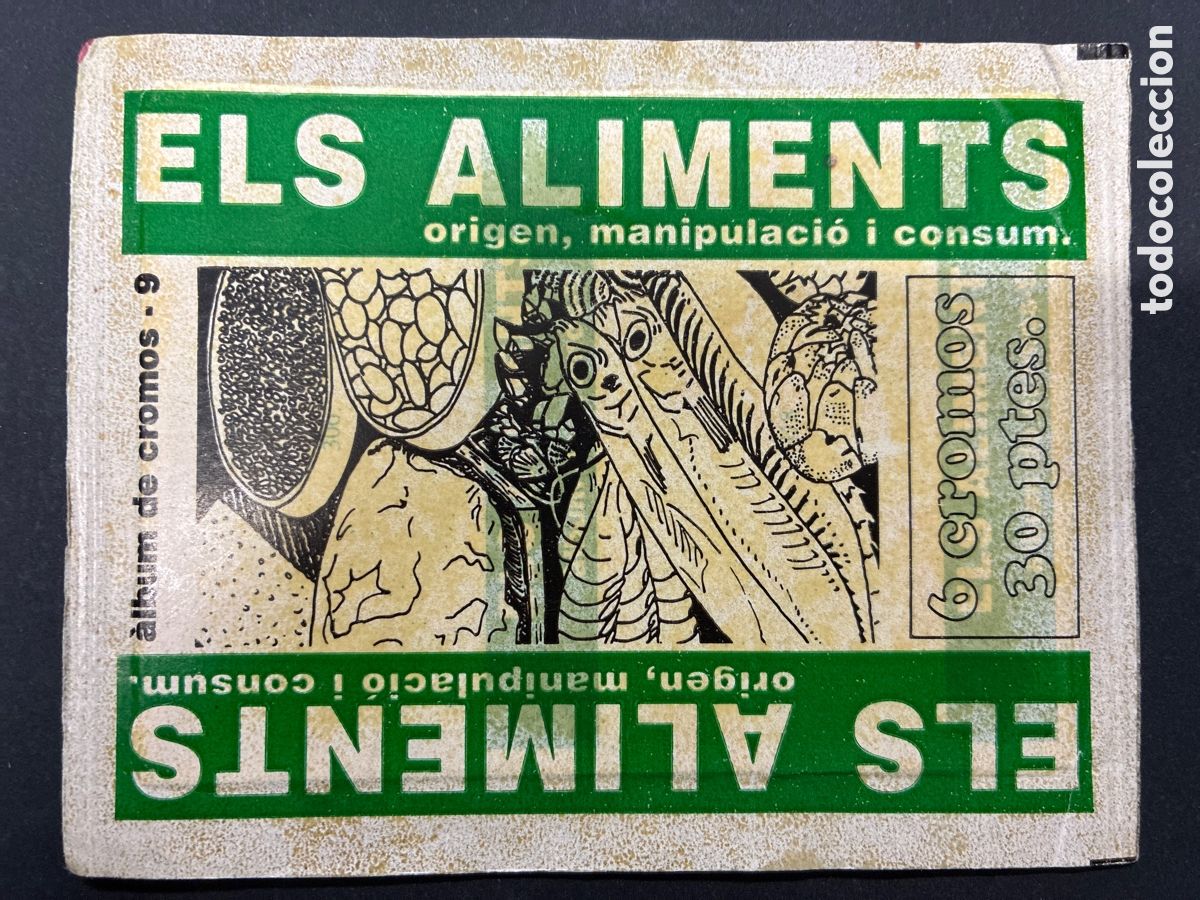 ELS ALIMENTS
origen, manipulació i consum.
àlbum de cromos - 9
6 cromos
30 ptes.
ELS ALIMENTS
origen, manipulació i consum.
todocoleccion